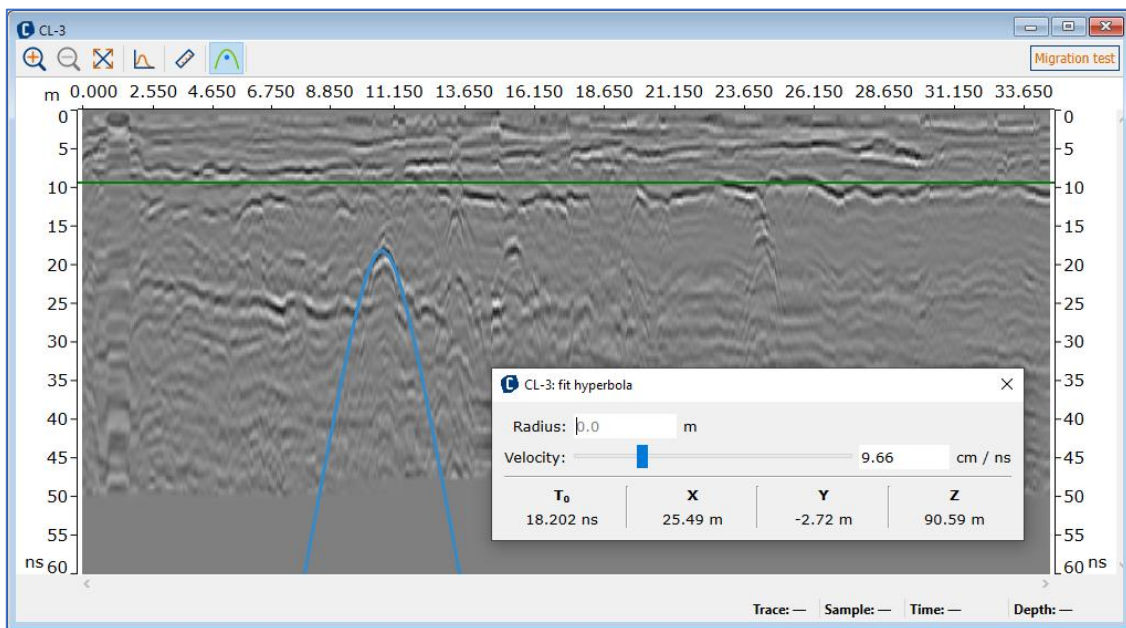 CL-3
Migration test
m 0.000 2.550 4.650 6.750 8.850 11.150 13.650 16.150 18.650 21.150 23.650 26.150 28.650 31.150 33.650
0 0
5 5
10 10
15 15
20 20
25 25
30 30
35 35
40 40
45 45
50 50
55 55
ns 60 60 ns
C CL-3: fit hyperbola
Radius: 0.0 m
Velocity: 9.66 cm / ns
T₀ X Y Z
18.202 ns 25.49 m -2.72 m 90.59 m
Trace: — Sample: — Time: — Depth: —